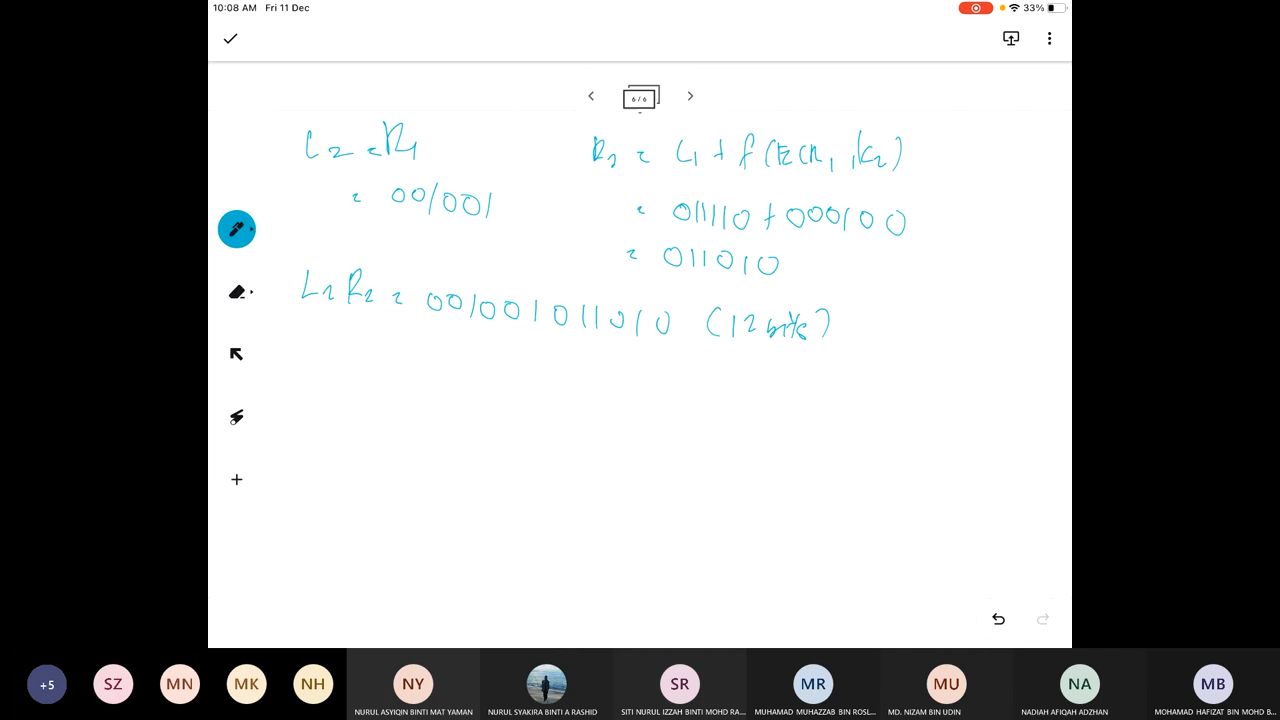 10:08 AM Fri 11 Dec
33%
6 / 6
L2 = R1
= 001001
R2 = L1 + f(E(R1, K2)
= 011110 + 000100
= 011010
L2 R2 = 001001011010 (12 bits)
+5
SZ
MN
MK
NH
NY
SR
MR
MU
NA
MB
NURUL ASYIQIN BINTI MAT YAMAN
NURUL SYAKIRA BINTI A RASHID
SITI NURUL IZZAH BINTI MOHD RA...
MUHAMAD MUHAZZAB BIN ROSL...
MD. NIZAM BIN UDIN
NADIAH AFIQAH ADZHAN
MOHAMAD HAFIZAT BIN MOHD B...